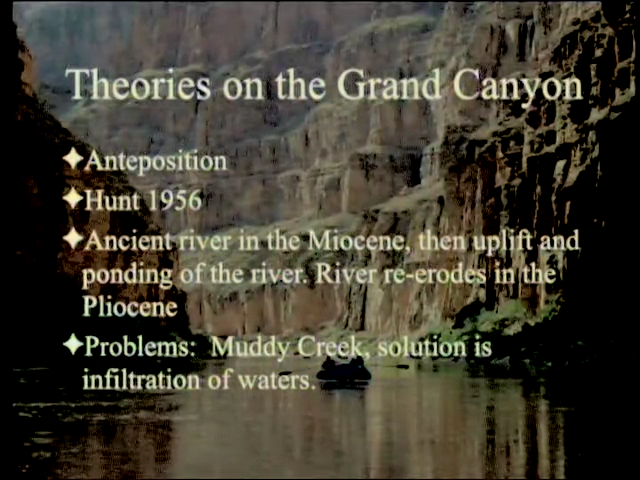 Theories on the Grand Canyon
Anteposition
Hunt 1956
Ancient river in the Miocene, then uplift and
ponding of the river. River re-erodes in the
Pliocene
Problems: Muddy Creek, solution is
infiltration of waters.